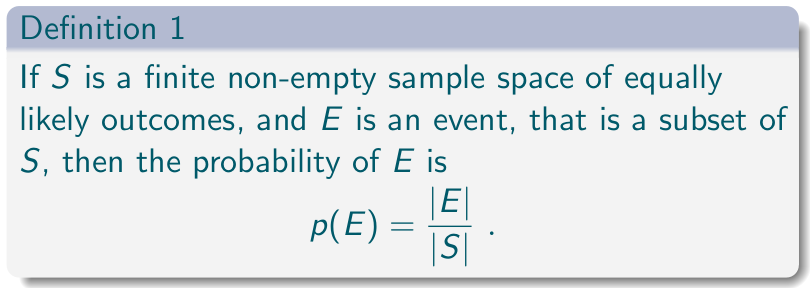 Definition 1
If S is a finite non-empty sample space of equally
likely outcomes, and E is an event, that is a subset of
S, then the probability of E is
p(E) = |E| / |S| .